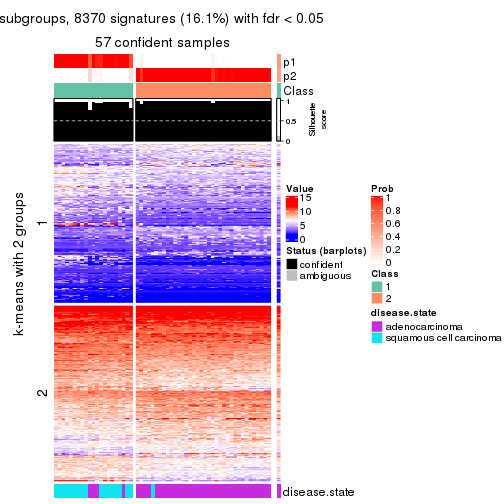 subgroups, 8370 signatures (16.1%) with fdr < 0.05
57 confident samples
p1
p2
Class
1
0.5
0
Silhouette
score
k-means with 2 groups
1
2
Value
15
10
5
0
Status (barplots)
confident
ambiguous
Prob
1
0.8
0.6
0.4
0.2
0
Class
1
2
disease.state
adenocarcinoma
squamous cell carcinoma
disease.state